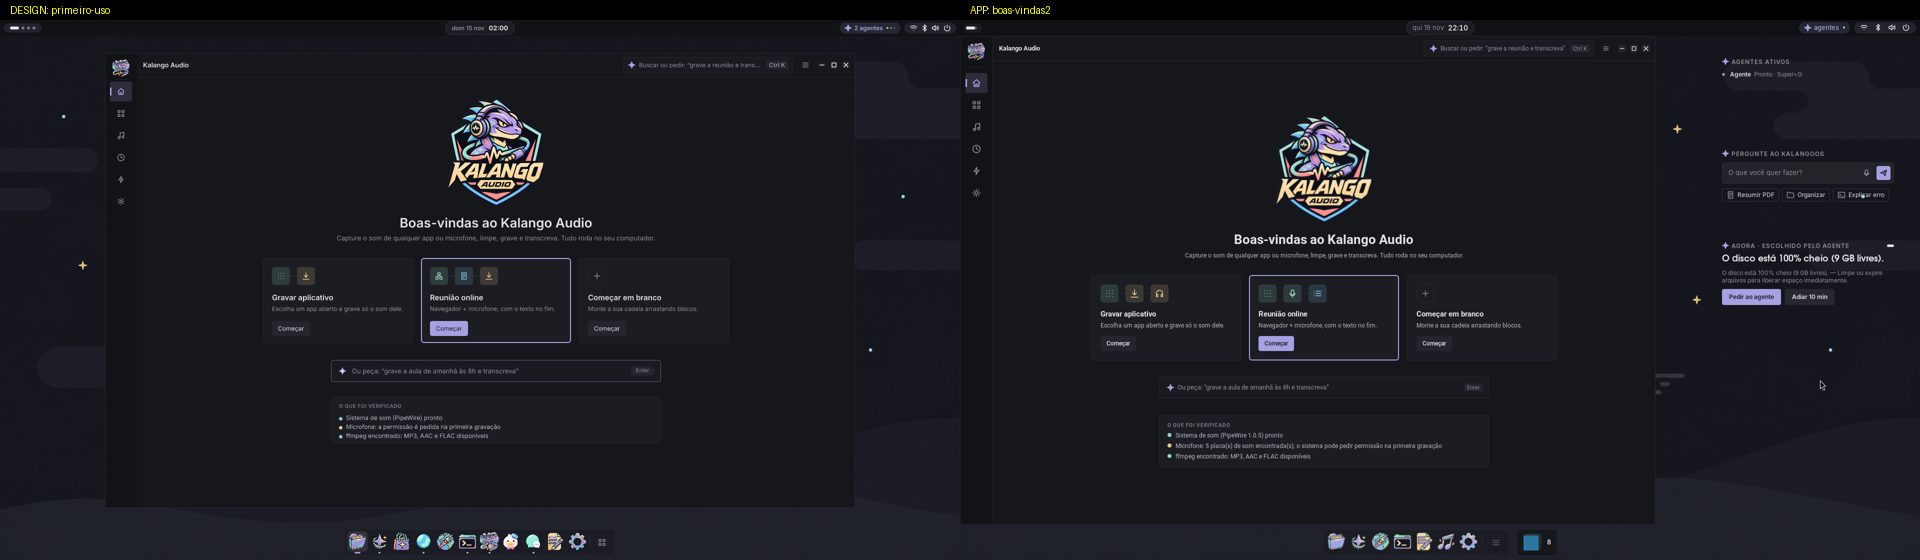 DESIGN: primeiro-uso
dom 15 nov 02:00
2 agentes
Kalango Audio
Buscar ou pedir: "grave a reunião e trans...
Ctrl K
KALANGO
AUDIO
Boas-vindas ao Kalango Audio
Capture o som de qualquer app ou microfone, limpe, grave e transcreva. Tudo roda no seu computador.
Gravar aplicativo
Escolha um app aberto e grave só o som dele.
Começar
Reunião online
Navegador + microfone, com o texto no fim.
Começar
Começar em branco
Monte a sua cadeia arrastando blocos.
Começar
Ou peça: "grave a aula de amanhã às 8h e transcreva"
Enter
O QUE FOI VERIFICADO
Sistema de som (PipeWire) pronto
Microfone: a permissão é pedida na primeira gravação
ffmpeg encontrado: MP3, AAC e FLAC disponíveis
APP: boas-vindas2
qui 19 nov 22:10
agentes
Kalango Audio
Buscar ou pedir: "grave a reunião e transcreva"
Ctrl K
KALANGO
AUDIO
Boas-vindas ao Kalango Audio
Capture o som de qualquer app ou microfone, limpe, grave e transcreva. Tudo roda no seu computador.
Gravar aplicativo
Escolha um app aberto e grave só o som dele.
Começar
Reunião online
Navegador + microfone, com o texto no fim.
Começar
Começar em branco
Monte a sua cadeia arrastando blocos.
Começar
Ou peça: "grave a aula de amanhã às 8h e transcreva"
Enter
O QUE FOI VERIFICADO
Sistema de som (PipeWire 1.0.5) pronto
Microfone: 5 placa(s) de som encontrada(s); o sistema pode pedir permissão na primeira gravação
ffmpeg encontrado: MP3, AAC e FLAC disponíveis
AGENTES ATIVOS
Agente Pronto · Super+G
PERGUNTE AO KALANGOOS
O que você quer fazer?
Resumir PDF
Organizar
Explicar erro
AGORA · ESCOLHIDO PELO AGENTE
O disco está 100% cheio (9 GB livres).
O disco está 100% cheio (9 GB livres). — Limpe ou expire
arquivos para liberar espaço imediatamente.
Pedir ao agente
Adiar 10 min
8